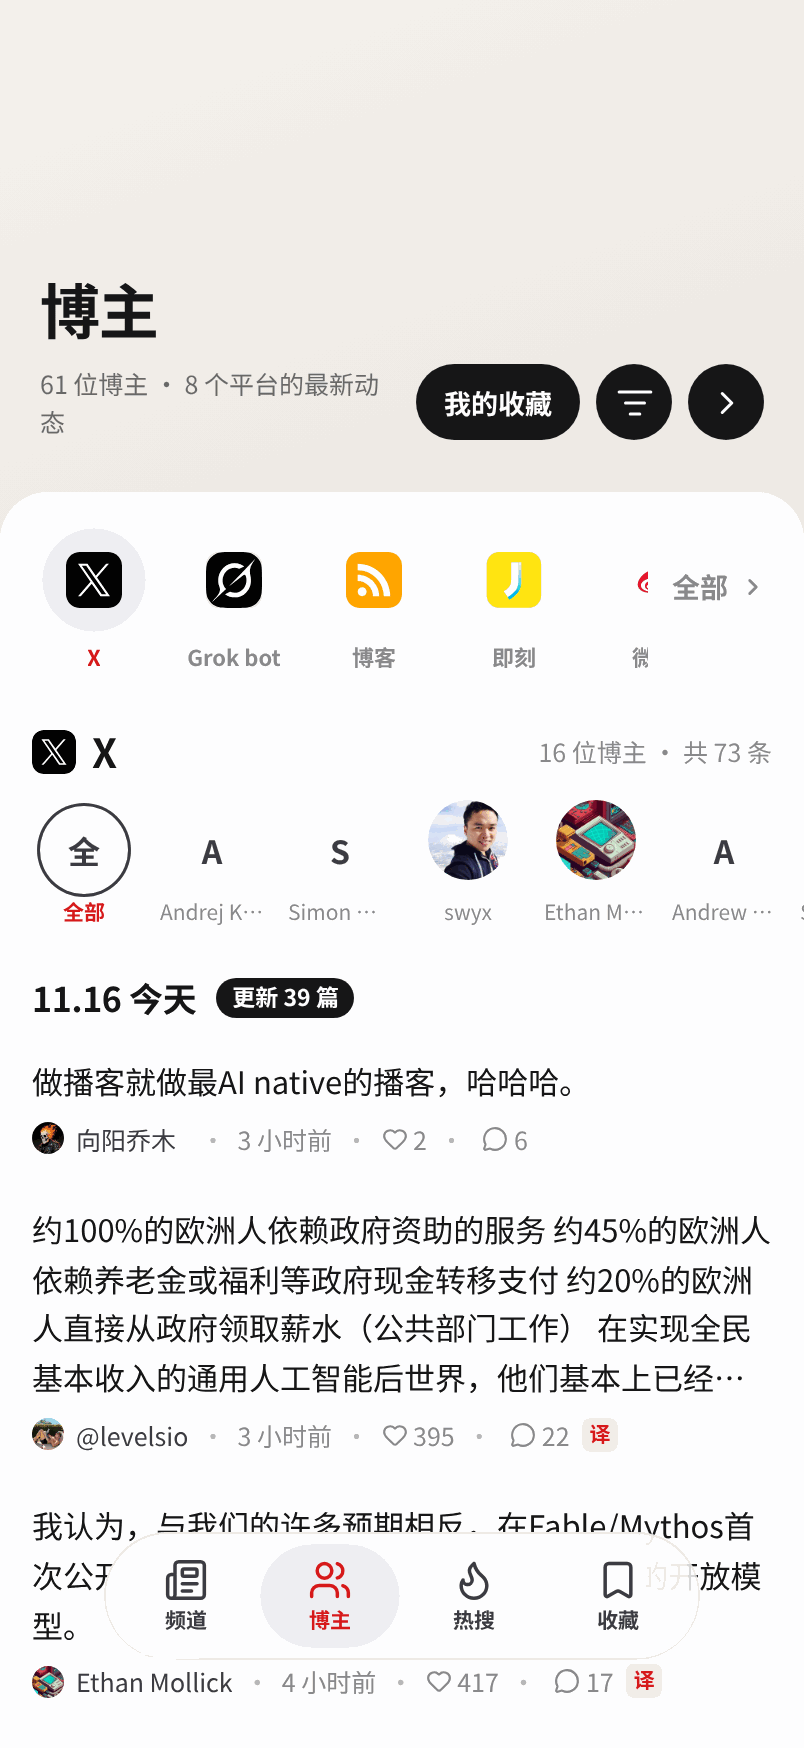 博主
61 位博主 · 8 个平台的最新动
态
我的收藏
X
Grok bot
博客
即刻
全部
X
16 位博主 · 共 73 条
全
A
S
A
全部
Andrej K···
Simon ···
swyx
Ethan M···
Andrew ···
11.16 今天
更新 39 篇
做播客就做最AI native的播客，哈哈哈。
向阳乔木 · 3 小时前 · 2 · 6
约100%的欧洲人依赖政府资助的服务 约45%的欧洲人
依赖养老金或福利等政府现金转移支付 约20%的欧洲
人直接从政府领取薪水（公共部门工作） 在实现全民
基本收入的通用人工智能后世界，他们基本上已经···
@levelsio · 3 小时前 · 395 · 22 译
我认为，与我们的许多预期相反，在Fable/Mythos首
次公开 的开放模
型。
频道
博主
热搜
收藏
Ethan Mollick · 4 小时前 · 417 · 17 译